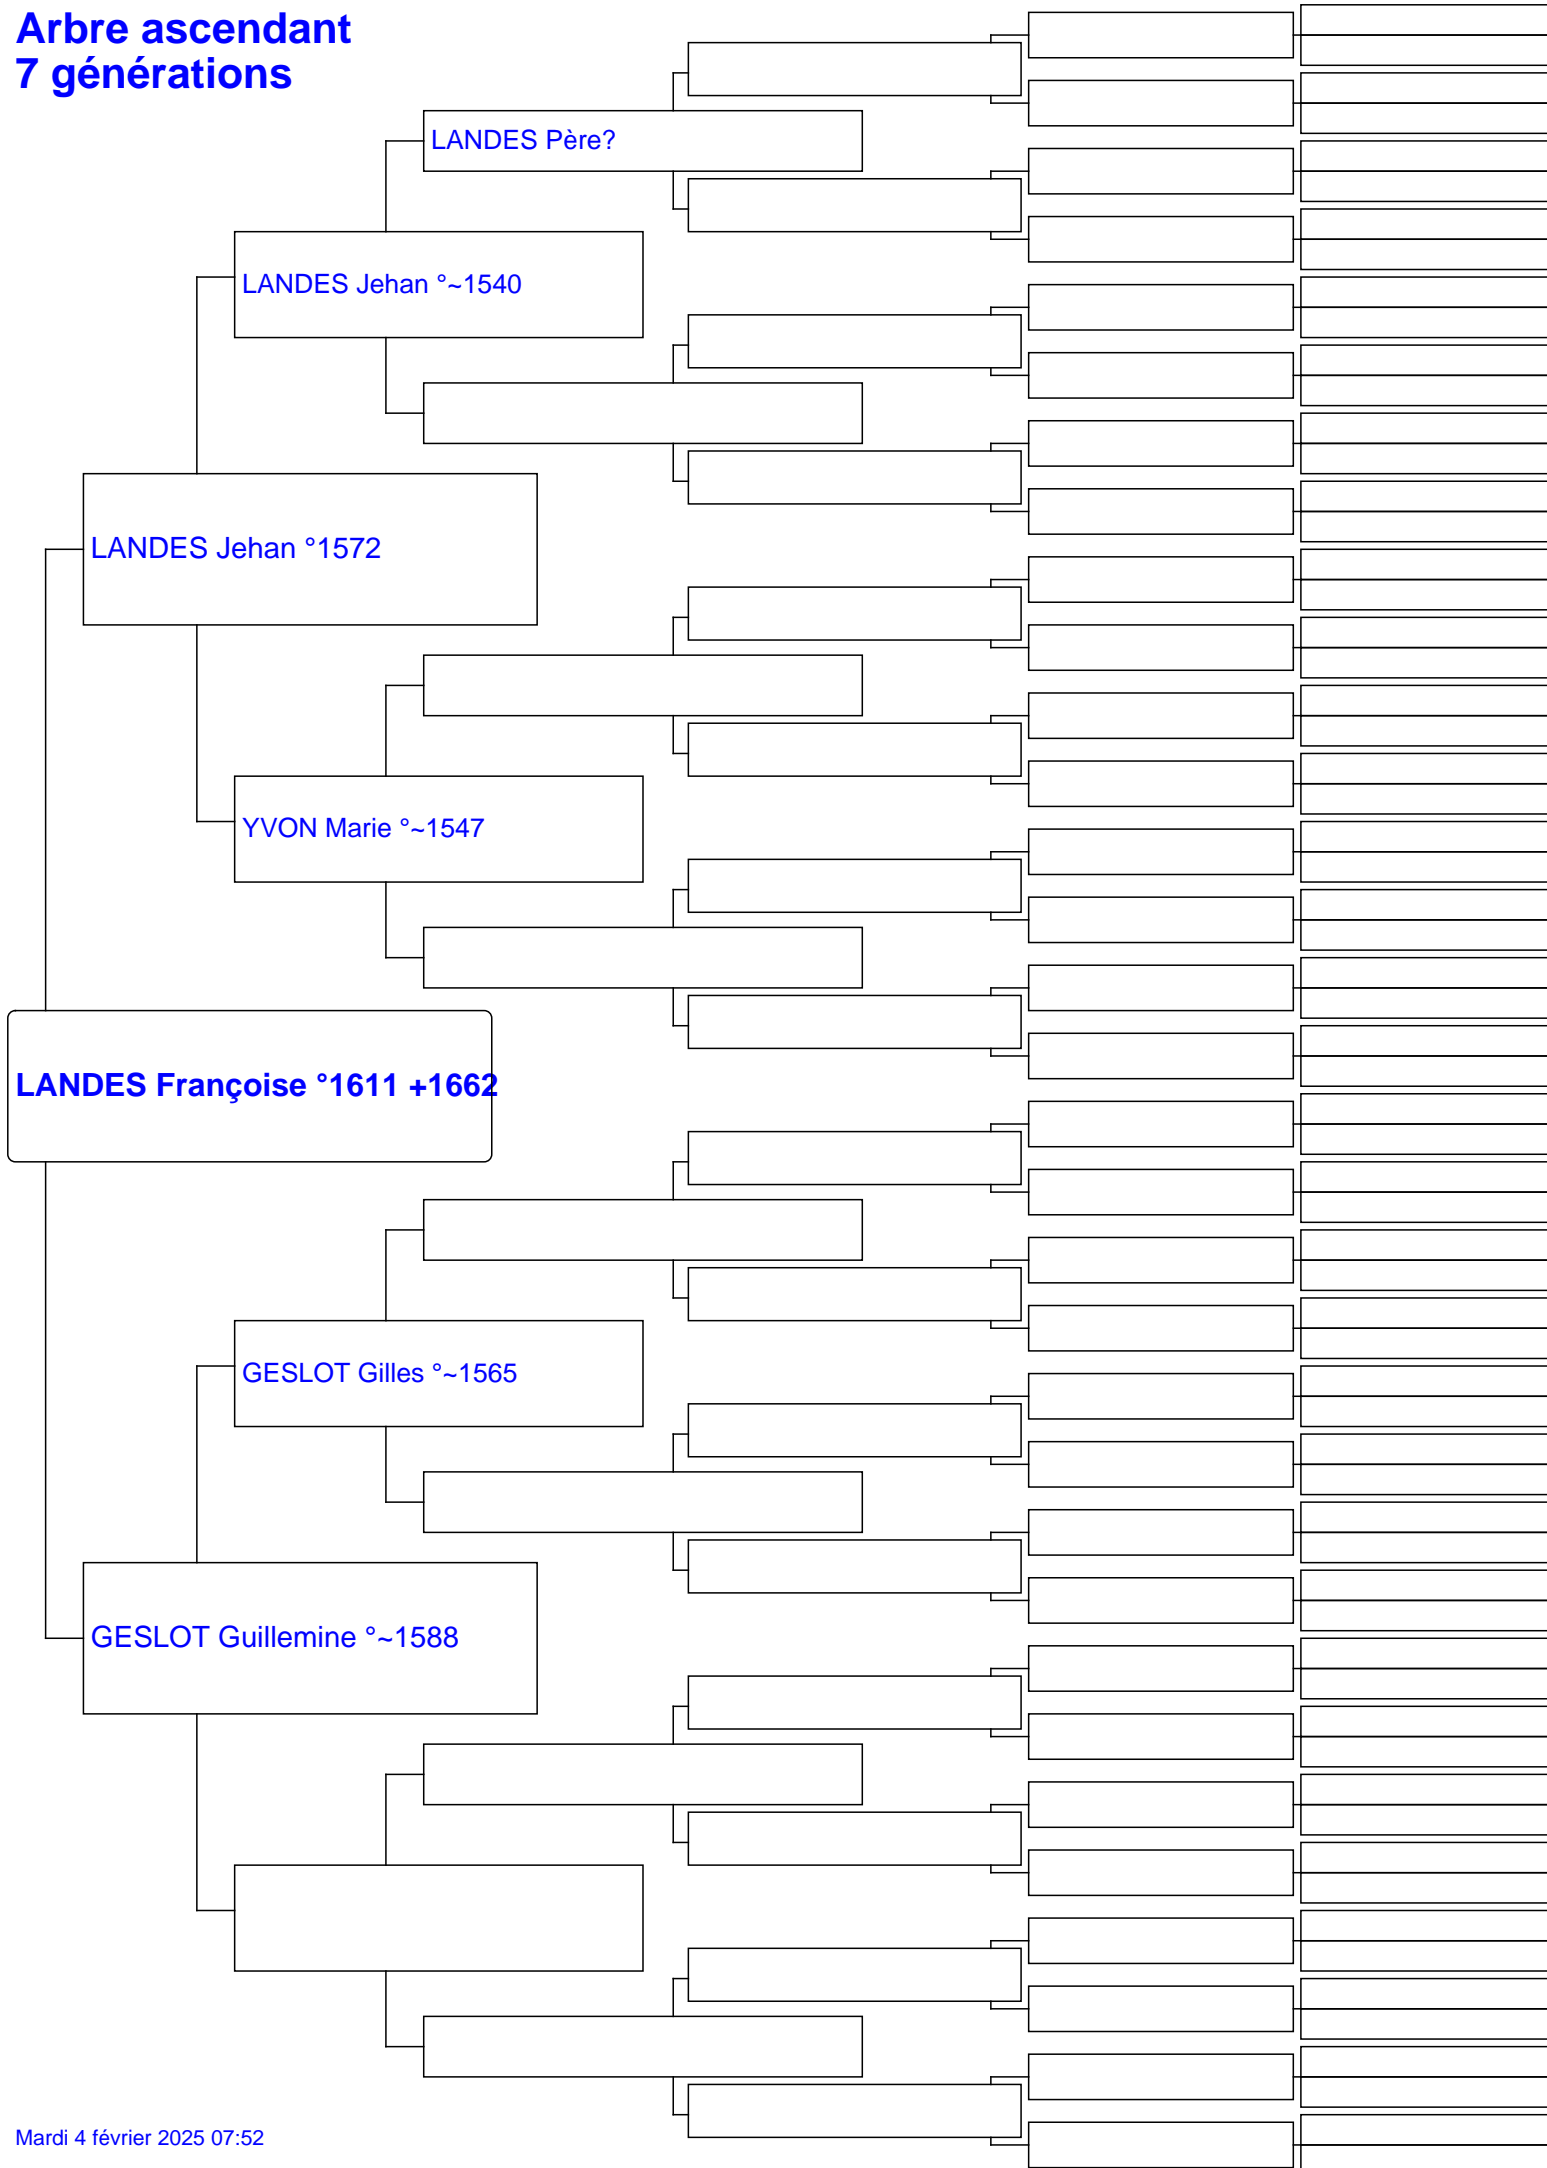 Arbre ascendant
7 générations
LANDES Père?
LANDES Jehan °~1540
LANDES Jehan °1572
YVON Marie °~1547
LANDES Françoise °1611 +1662
GESLOT Gilles °~1565
GESLOT Guillemine °~1588
Mardi 4 février 2025 07:52